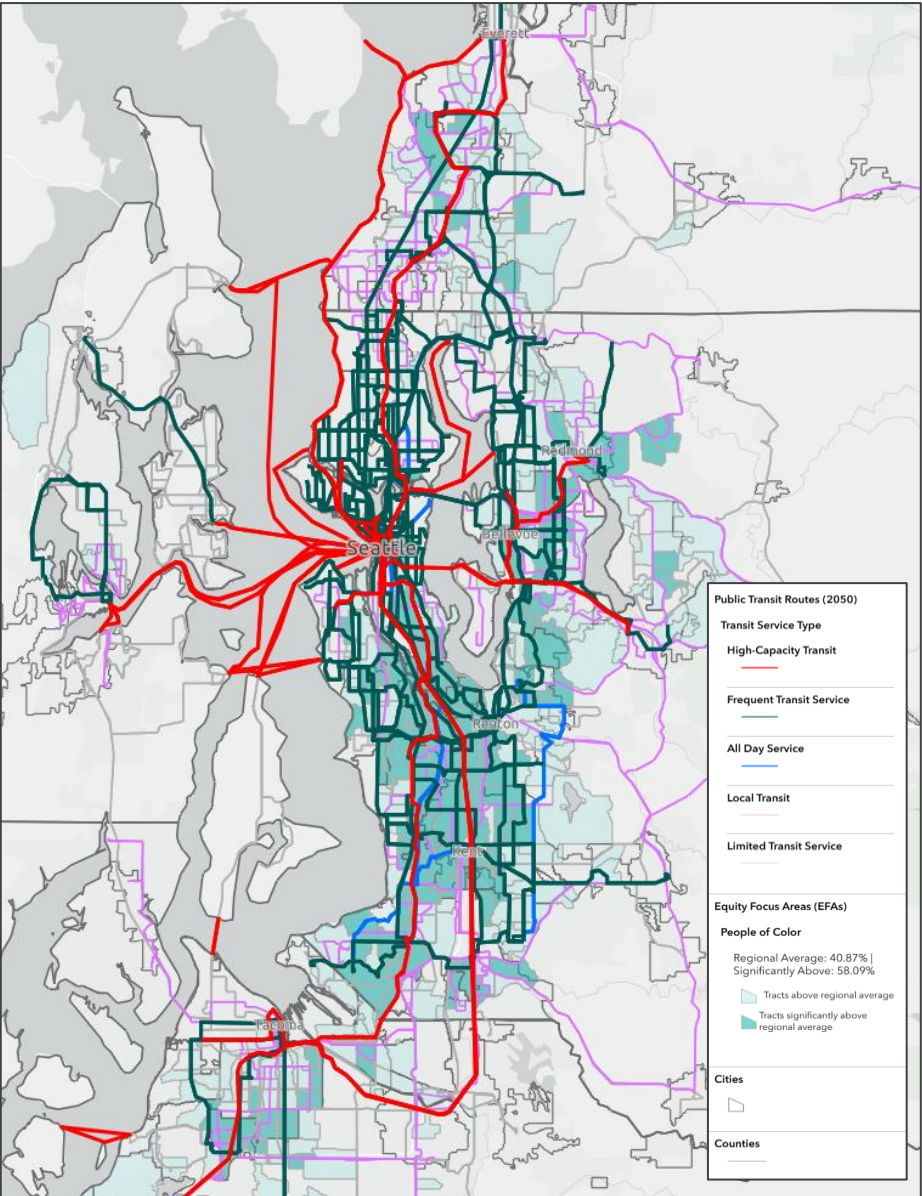 Everett
Redmond
Bellevue
Seattle
Renton
Kent
Tacoma
Public Transit Routes (2050)
Transit Service Type
High-Capacity Transit
Frequent Transit Service
All Day Service
Local Transit
Limited Transit Service
Equity Focus Areas (EFAs)
People of Color
Regional Average: 40.87% |
Significantly Above: 58.09%
Tracts above regional average
Tracts significantly above
regional average
Cities
Counties